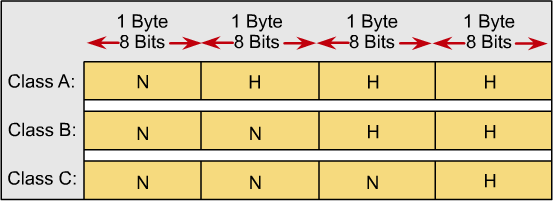 1 Byte 1 Byte 1 Byte 1 Byte
8 Bits 8 Bits 8 Bits 8 Bits
Class A: N H H H
Class B: N N H H
Class C: N N N H